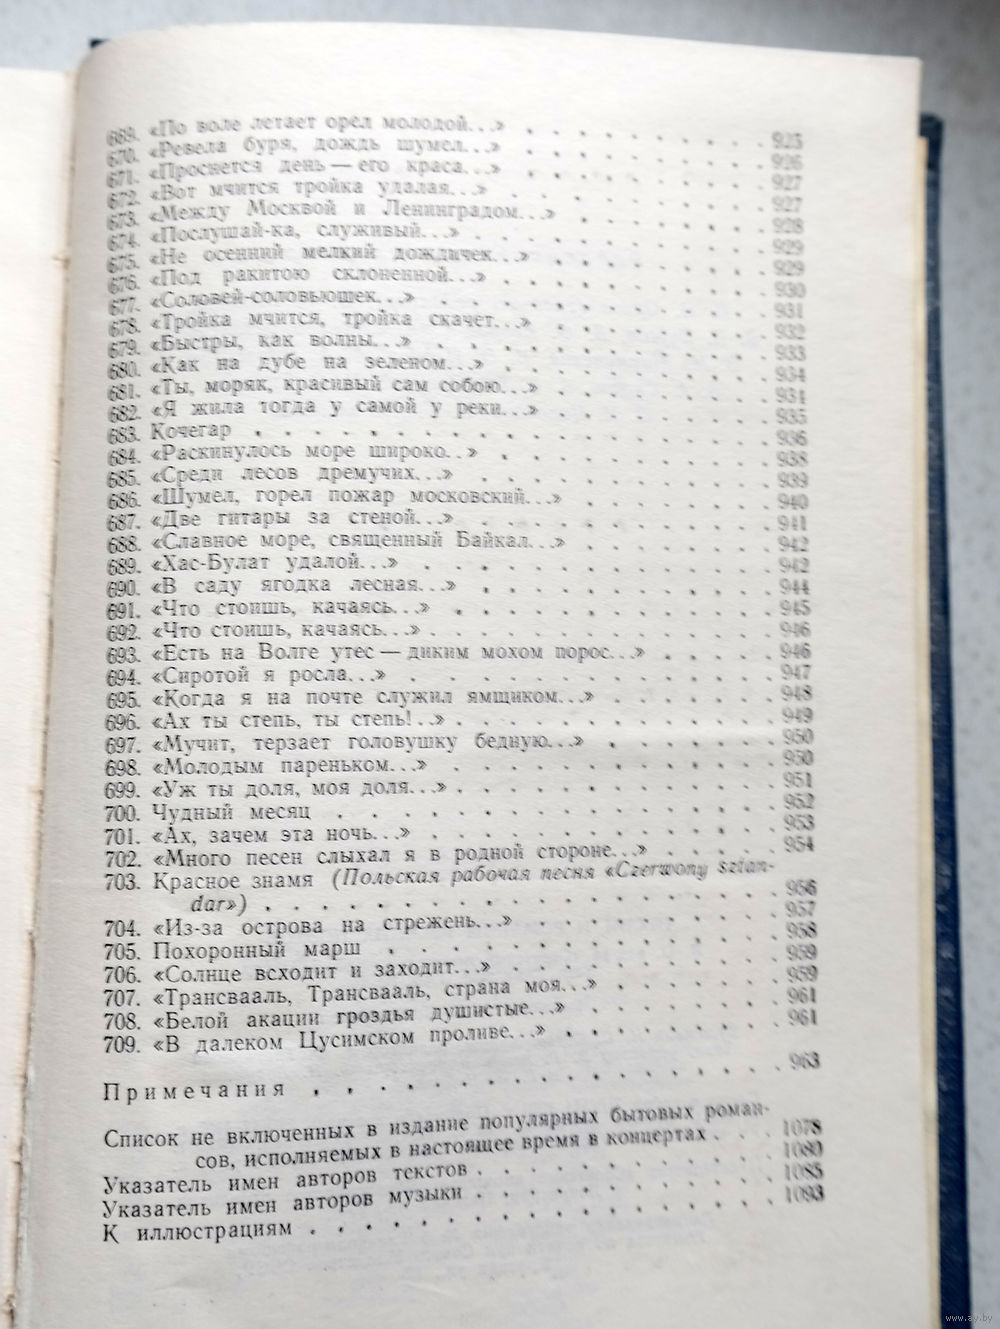 669. «По воле летает орел молодой...» . . . . . . . . 925
670. «Ревела буря, дождь шумел...» . . . . . . . . 926
671. «Проснется день — его краса...» . . . . . . . . 927
672. «Вот мчится тройка удалая...» . . . . . . . . 927
673. «Между Москвой и Ленинградом...» . . . . . . . 928
674. «Послушай-ка, служивый...» . . . . . . . . . 929
675. «Не осенний мелкий дождичек...» . . . . . . . 929
676. «Под ракитою склоненной...» . . . . . . . . 930
677. «Соловей-соловьюшек...» . . . . . . . . . . 931
678. «Тройка мчится, тройка скачет...» . . . . . . . 932
679. «Быстры, как волны...» . . . . . . . . . . 933
680. «Как на дубе на зеленом...» . . . . . . . . 934
681. «Ты, моряк, красивый сам собою...» . . . . . . . 934
682. «Я жила тогда у самой у реки...» . . . . . . . 935
683. Кочегар . . . . . . . . . . . . . . 936
684. «Раскинулось море широко..» . . . . . . . . 938
685. «Среди лесов дремучих...» . . . . . . . . . 939
686. «Шумел, горел пожар московский...» . . . . . . 940
687. «Две гитары за стеной...» . . . . . . . . . 941
688. «Славное море, священный Байкал...» . . . . . . 942
689. «Хас-Булат удалой...» . . . . . . . . . . 942
690. «В саду ягодка лесная...» . . . . . . . . . 944
691. «Что стоишь, качаясь...» . . . . . . . . . 945
692. «Что стоишь, качаясь...» . . . . . . . . . . 946
693. «Есть на Волге утес — диким мохом порос...» . . . . 946
694. «Сиротой я росла...» . . . . . . . . . . 947
695. «Когда я на почте служил ямщиком...» . . . . . . 948
696. «Ах ты степь, ты степь!..» . . . . . . . . . 949
697. «Мучит, терзает головушку бедную...» . . . . . . 950
698. «Молодым пареньком...» . . . . . . . . . . 950
699. «Уж ты доля, моя доля...» . . . . . . . . . 951
700. Чудный месяц . . . . . . . . . . . . 952
701. «Ах, зачем эта ночь...» . . . . . . . . . . 953
702. «Много песен слыхал я в родной стороне...» . . . . 954
703. Красное знамя (Польская рабочая песня «Czerwony sztan-
dar») . . . . . . . . . . . . . . 956
704. «Из-за острова на стрежень...» . . . . . . . . 957
705. Похоронный марш . . . . . . . . . . . 958
706. «Солнце всходит и заходит...» . . . . . . . . 959
707. «Трансвааль, Трансвааль, страна моя...» . . . . . 959
708. «Белой акации гроздья душистые...» . . . . . . 961
709. «В далеком Цусимском проливе...» . . . . . . . 961
Примечания . . . . . . . . . . . . . 963
Список не включенных в издание популярных бытовых роман-
сов, исполняемых в настоящее время в концертах . . . 1078
Указатель имен авторов текстов . . . . . . . . . 1080
Указатель имен авторов музыки . . . . . . . . . 1085
К иллюстрациям . . . . . . . . . . . . . 1093
www.ay.by